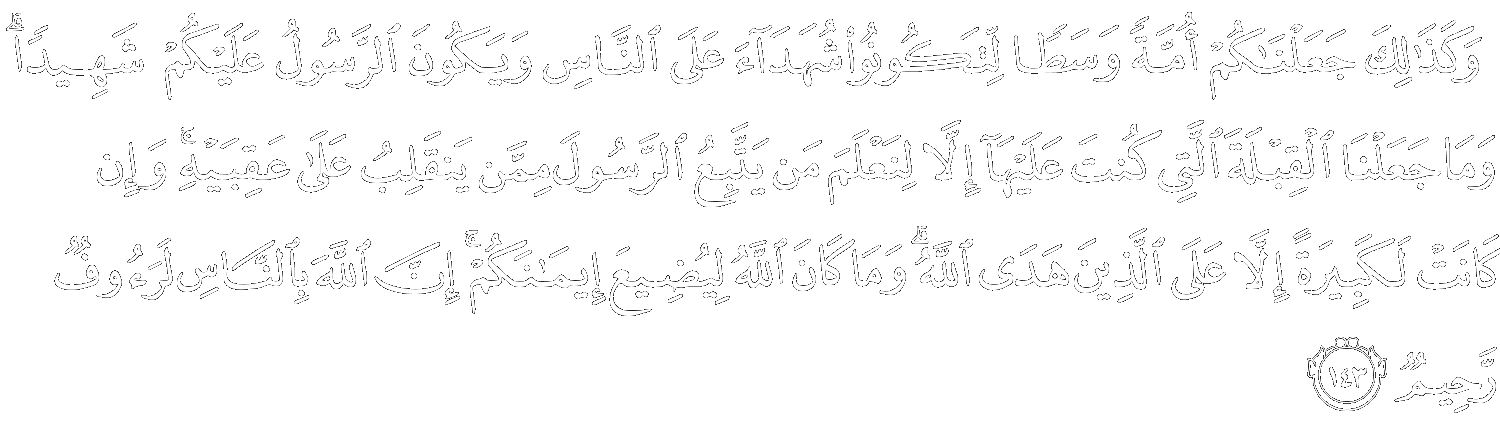 وَكَذَٰلِكَ جَعَلْنَٰكُمْ أُمَّةً وَسَطًا لِّتَكُونُوا۟ شُهَدَآءَ عَلَى ٱلنَّاسِ وَيَكُونَ ٱلرَّسُولُ عَلَيْكُمْ شَهِيدًا ۗ
وَمَا جَعَلْنَا ٱلْقِبْلَةَ ٱلَّتِى كُنتَ عَلَيْهَآ إِلَّا لِنَعْلَمَ مَن يَتَّبِعُ ٱلرَّسُولَ مِمَّن يَنقَلِبُ عَلَىٰ عَقِبَيْهِ ۚ وَإِن
كَانَتْ لَكَبِيرَةً إِلَّا عَلَى ٱلَّذِينَ هَدَى ٱللَّهُ ۗ وَمَا كَانَ ٱللَّهُ لِيُضِيعَ إِيمَٰنَكُمْ ۚ إِنَّ ٱللَّهَ بِٱلنَّاسِ لَرَءُوفٌ
رَّحِيمٌ ١٤٣